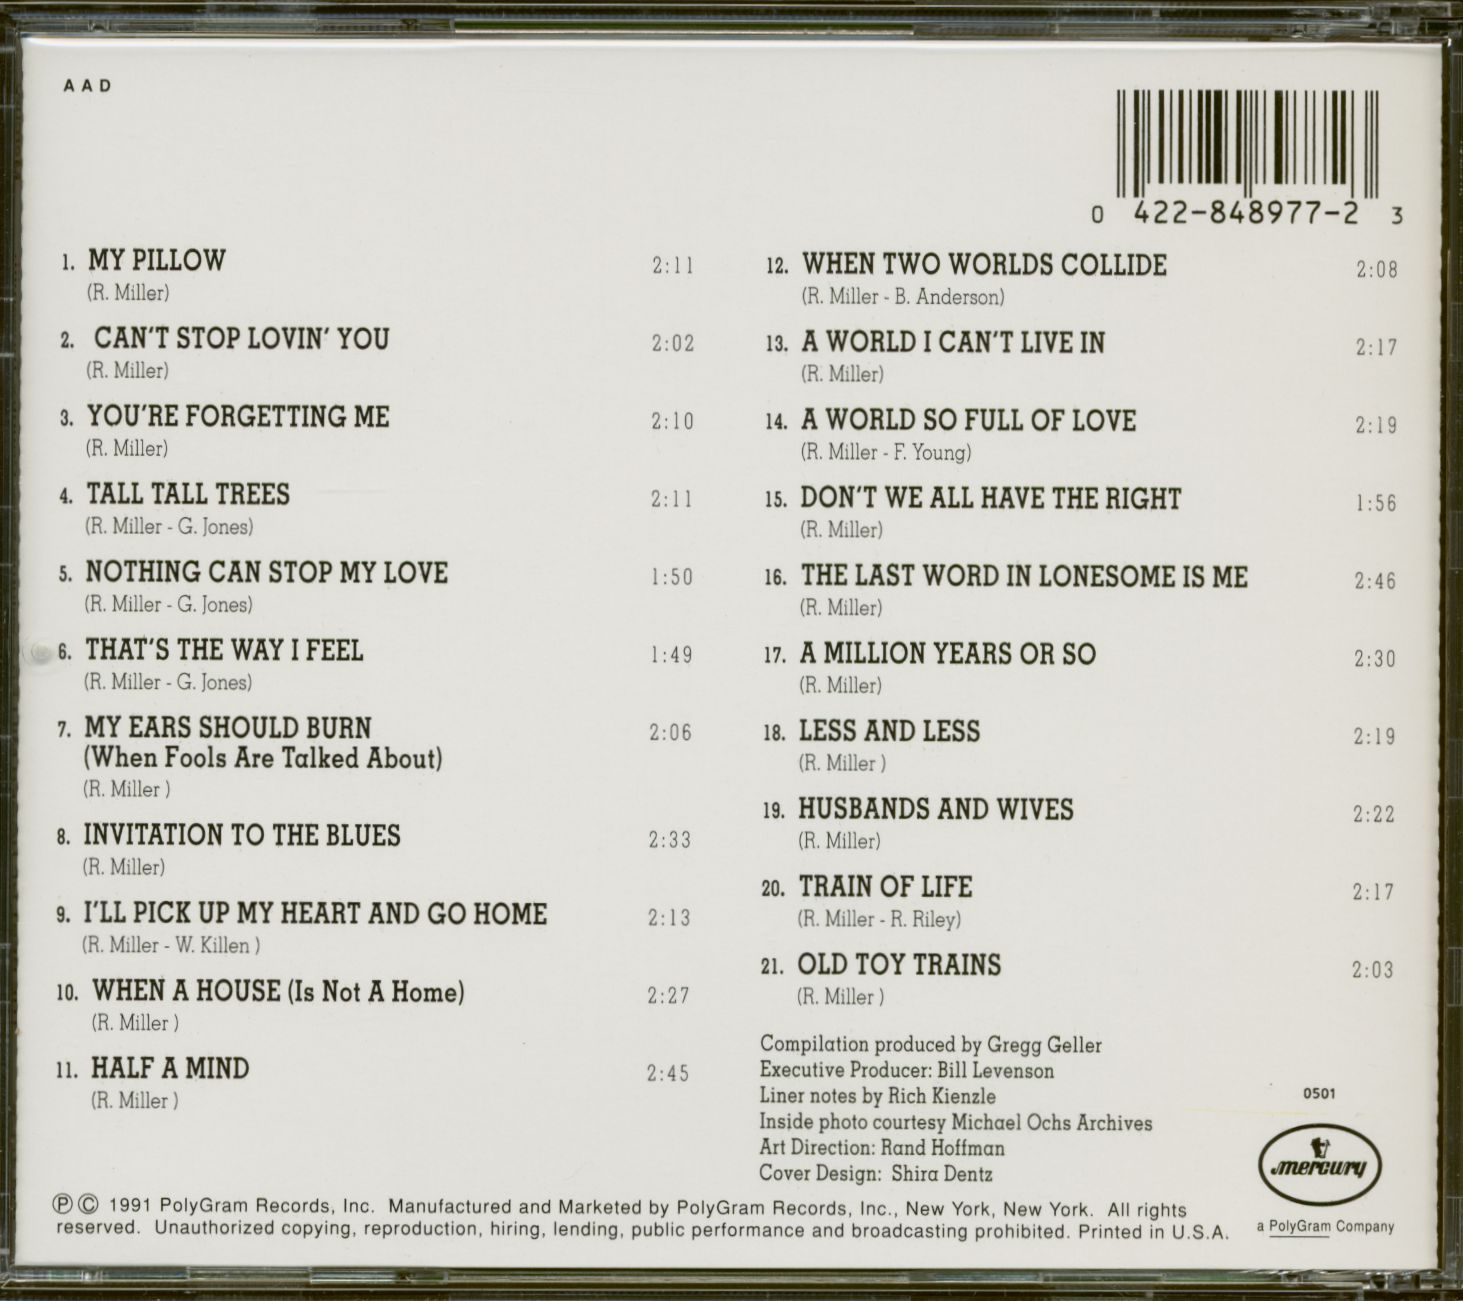 AAD
0 422-848977-2 3
1. MY PILLOW 2:11
(R. Miller)
2. CAN'T STOP LOVIN' YOU 2:02
(R. Miller)
3. YOU'RE FORGETTING ME 2:10
(R. Miller)
4. TALL TALL TREES 2:11
(R. Miller - G. Jones)
5. NOTHING CAN STOP MY LOVE 1:50
(R. Miller - G. Jones)
6. THAT'S THE WAY I FEEL 1:49
(R. Miller - G. Jones)
7. MY EARS SHOULD BURN 2:06
(When Fools Are Talked About)
(R. Miller )
8. INVITATION TO THE BLUES 2:33
(R. Miller)
9. I'LL PICK UP MY HEART AND GO HOME 2:13
(R. Miller - W. Killen )
10. WHEN A HOUSE (Is Not A Home) 2:27
(R. Miller )
11. HALF A MIND 2:45
(R. Miller )
12. WHEN TWO WORLDS COLLIDE 2:08
(R. Miller - B. Anderson)
13. A WORLD I CAN'T LIVE IN 2:17
(R. Miller)
14. A WORLD SO FULL OF LOVE 2:19
(R. Miller - F. Young)
15. DON'T WE ALL HAVE THE RIGHT 1:56
(R. Miller)
16. THE LAST WORD IN LONESOME IS ME 2:46
(R. Miller)
17. A MILLION YEARS OR SO 2:30
(R. Miller)
18. LESS AND LESS 2:19
(R. Miller )
19. HUSBANDS AND WIVES 2:22
(R. Miller)
20. TRAIN OF LIFE 2:17
(R. Miller - R. Riley)
21. OLD TOY TRAINS 2:03
(R. Miller )
Compilation produced by Gregg Geller
Executive Producer: Bill Levenson
Liner notes by Rich Kienzle
Inside photo courtesy Michael Ochs Archives
Art Direction: Rand Hoffman
Cover Design: Shira Dentz
0501
mercury
a PolyGram Company
℗ © 1991 PolyGram Records, Inc. Manufactured and Marketed by PolyGram Records, Inc., New York, New York. All rights
reserved. Unauthorized copying, reproduction, hiring, lending, public performance and broadcasting prohibited. Printed in U.S.A.